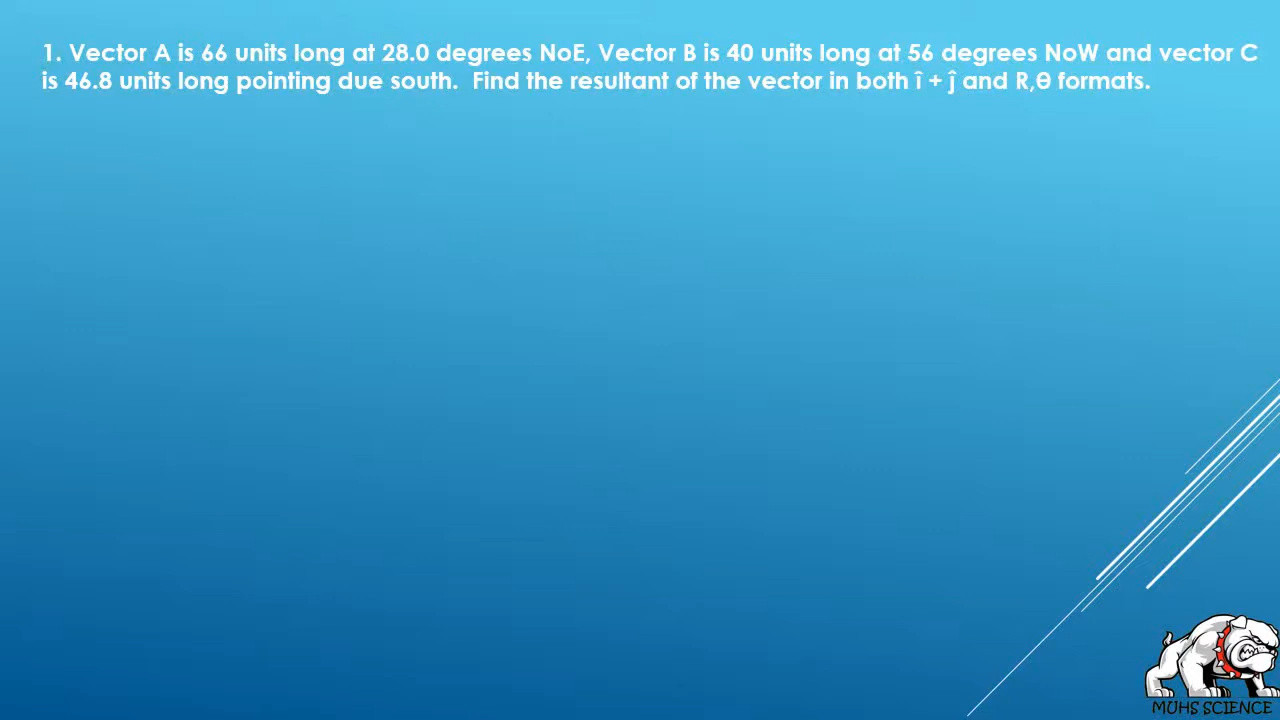 1. Vector A is 66 units long at 28.0 degrees NoE, Vector B is 40 units long at 56 degrees NoW and vector C
is 46.8 units long pointing due south.  Find the resultant of the vector in both î + ĵ and R,θ formats.
MUHS SCIENCE